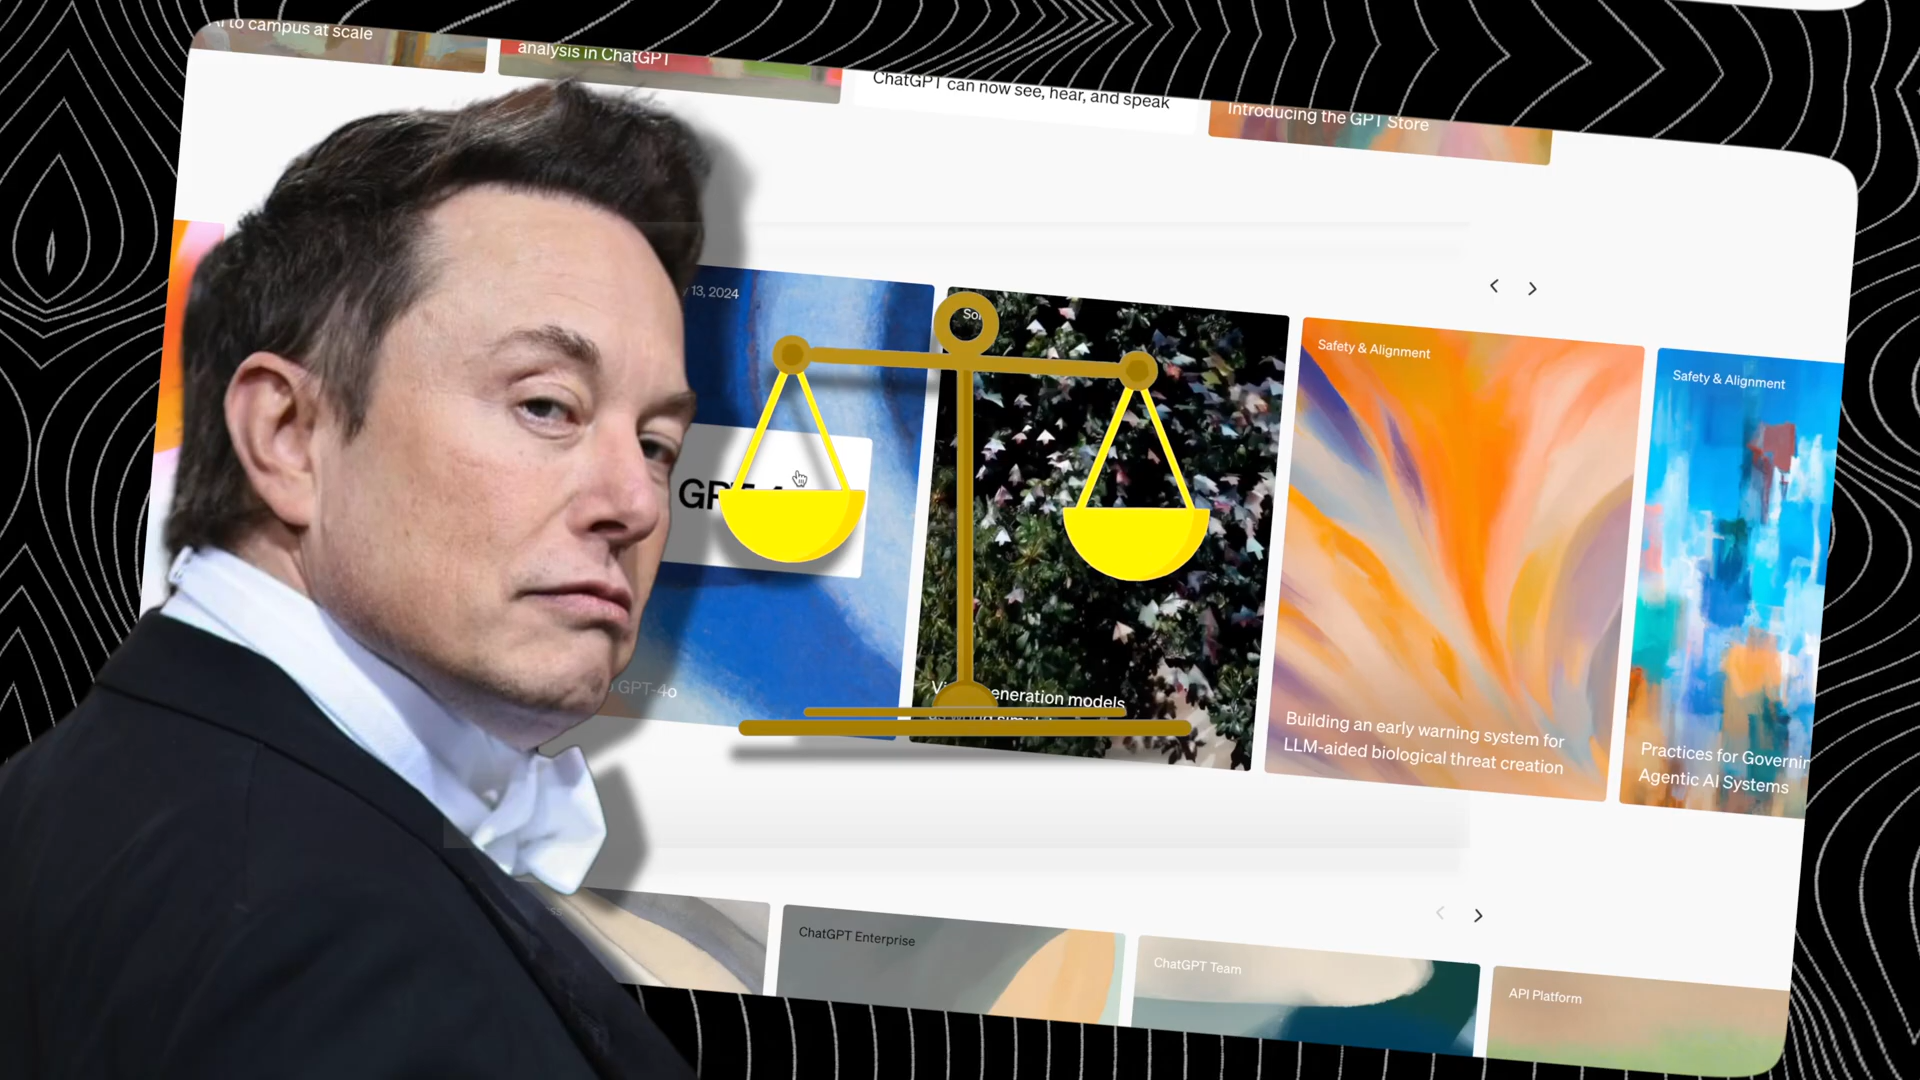 to campus at scale
analysis in ChatGPT
ChatGPT can now see, hear, and speak
Introducing the GPT Store
13, 2024
Safety & Alignment
Safety & Alignment
GPT-4o
generation models
Building an early warning system for
LLM-aided biological threat creation
Practices for
Agentic AI Systems
ChatGPT Enterprise
ChatGPT Team
API Platform